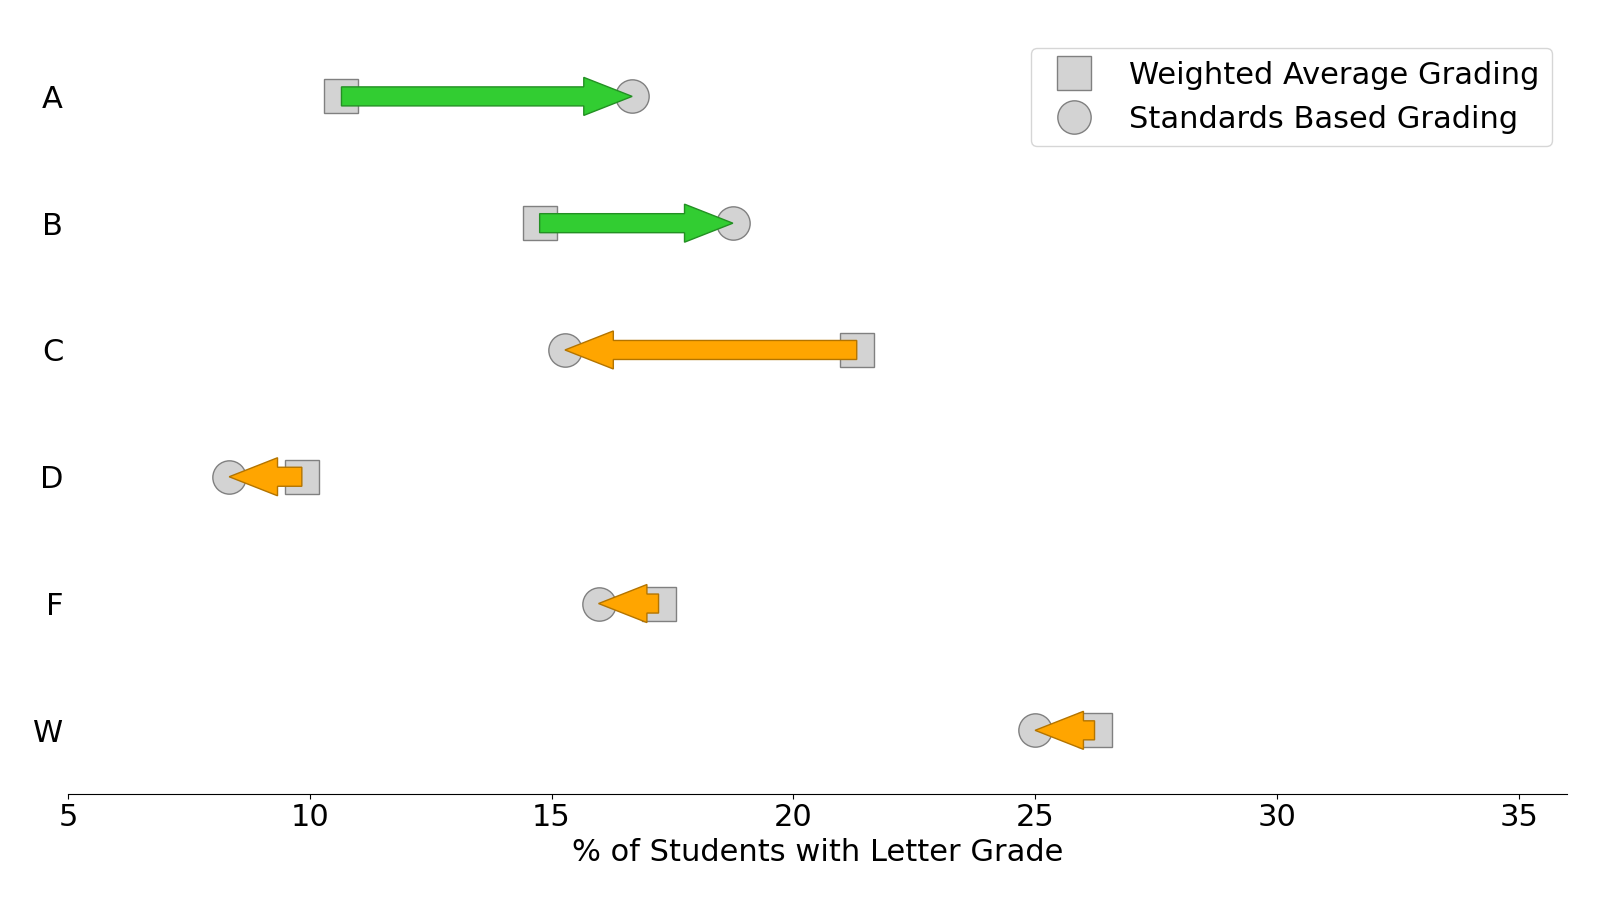 Weighted Average Grading
Standards Based Grading
A
B
C
D
F
W
5 10 15 20 25 30 35
% of Students with Letter Grade